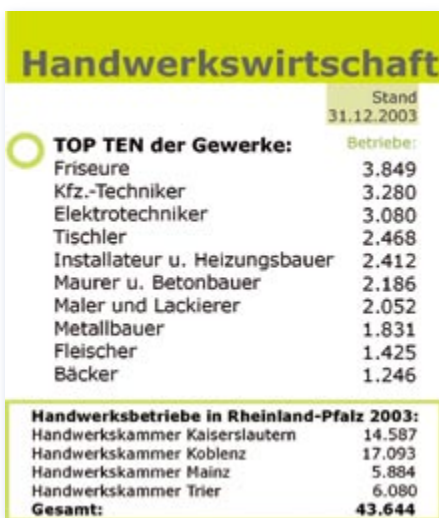 Handwerkswirtschaft
Stand
31.12.2003
TOP TEN der Gewerke: Betriebe:
Friseure 3.849
Kfz.-Techniker 3.280
Elektrotechniker 3.080
Tischler 2.468
Installateur u. Heizungsbauer 2.412
Maurer u. Betonbauer 2.186
Maler und Lackierer 2.052
Metallbauer 1.831
Fleischer 1.425
Bäcker 1.246
Handwerksbetriebe in Rheinland-Pfalz 2003:
Handwerkskammer Kaiserslautern 14.587
Handwerkskammer Koblenz 17.093
Handwerkskammer Mainz 5.884
Handwerkskammer Trier 6.080
Gesamt: 43.644